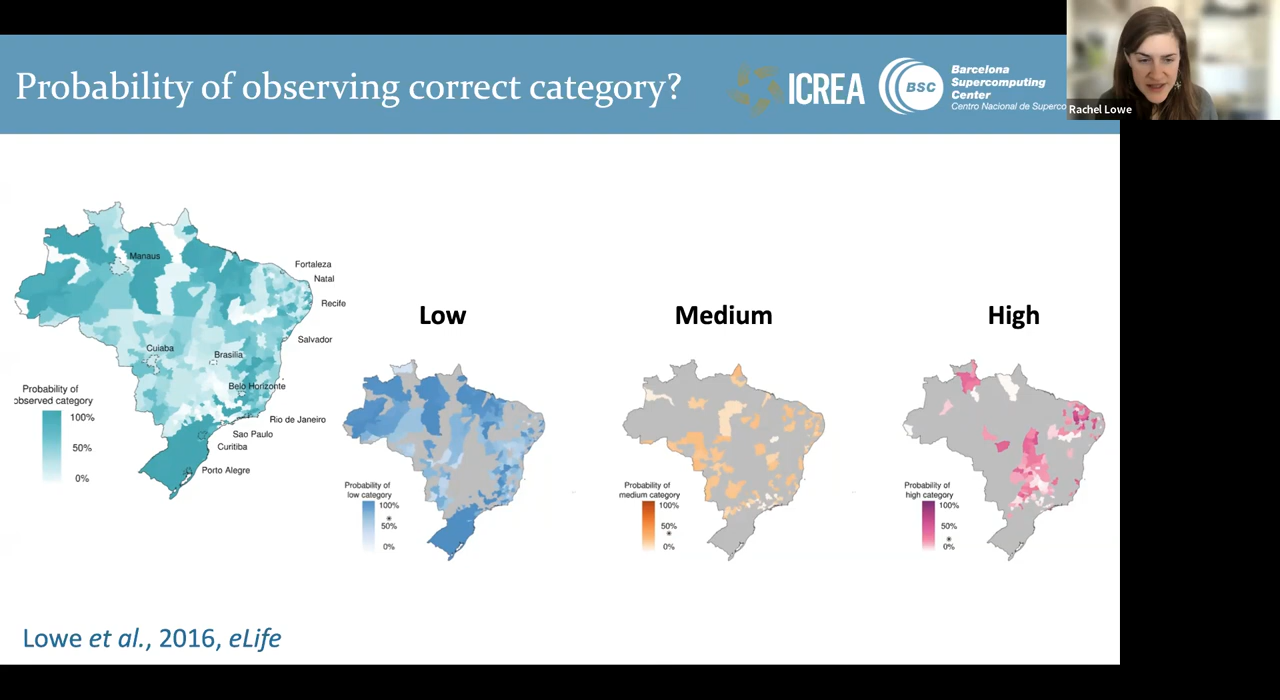 Probability of observing correct category?
ICREA
BSC
Barcelona
Supercomputing
Center
Centro Nacional de Superco
Rachel Lowe
Manaus
Fortaleza
Natal
Recife
Salvador
Cuiaba
Brasilia
Belo Horizonte
Rio de Janeiro
Sao Paulo
Curitiba
Porto Alegre
Probability of
observed category
100%
50%
0%
Low
Probability of
low category
100%
*
50%
0%
Medium
Probability of
medium category
100%
50%
*
0%
High
Probability of
high category
100%
50%
*
0%
Lowe et al., 2016, eLife